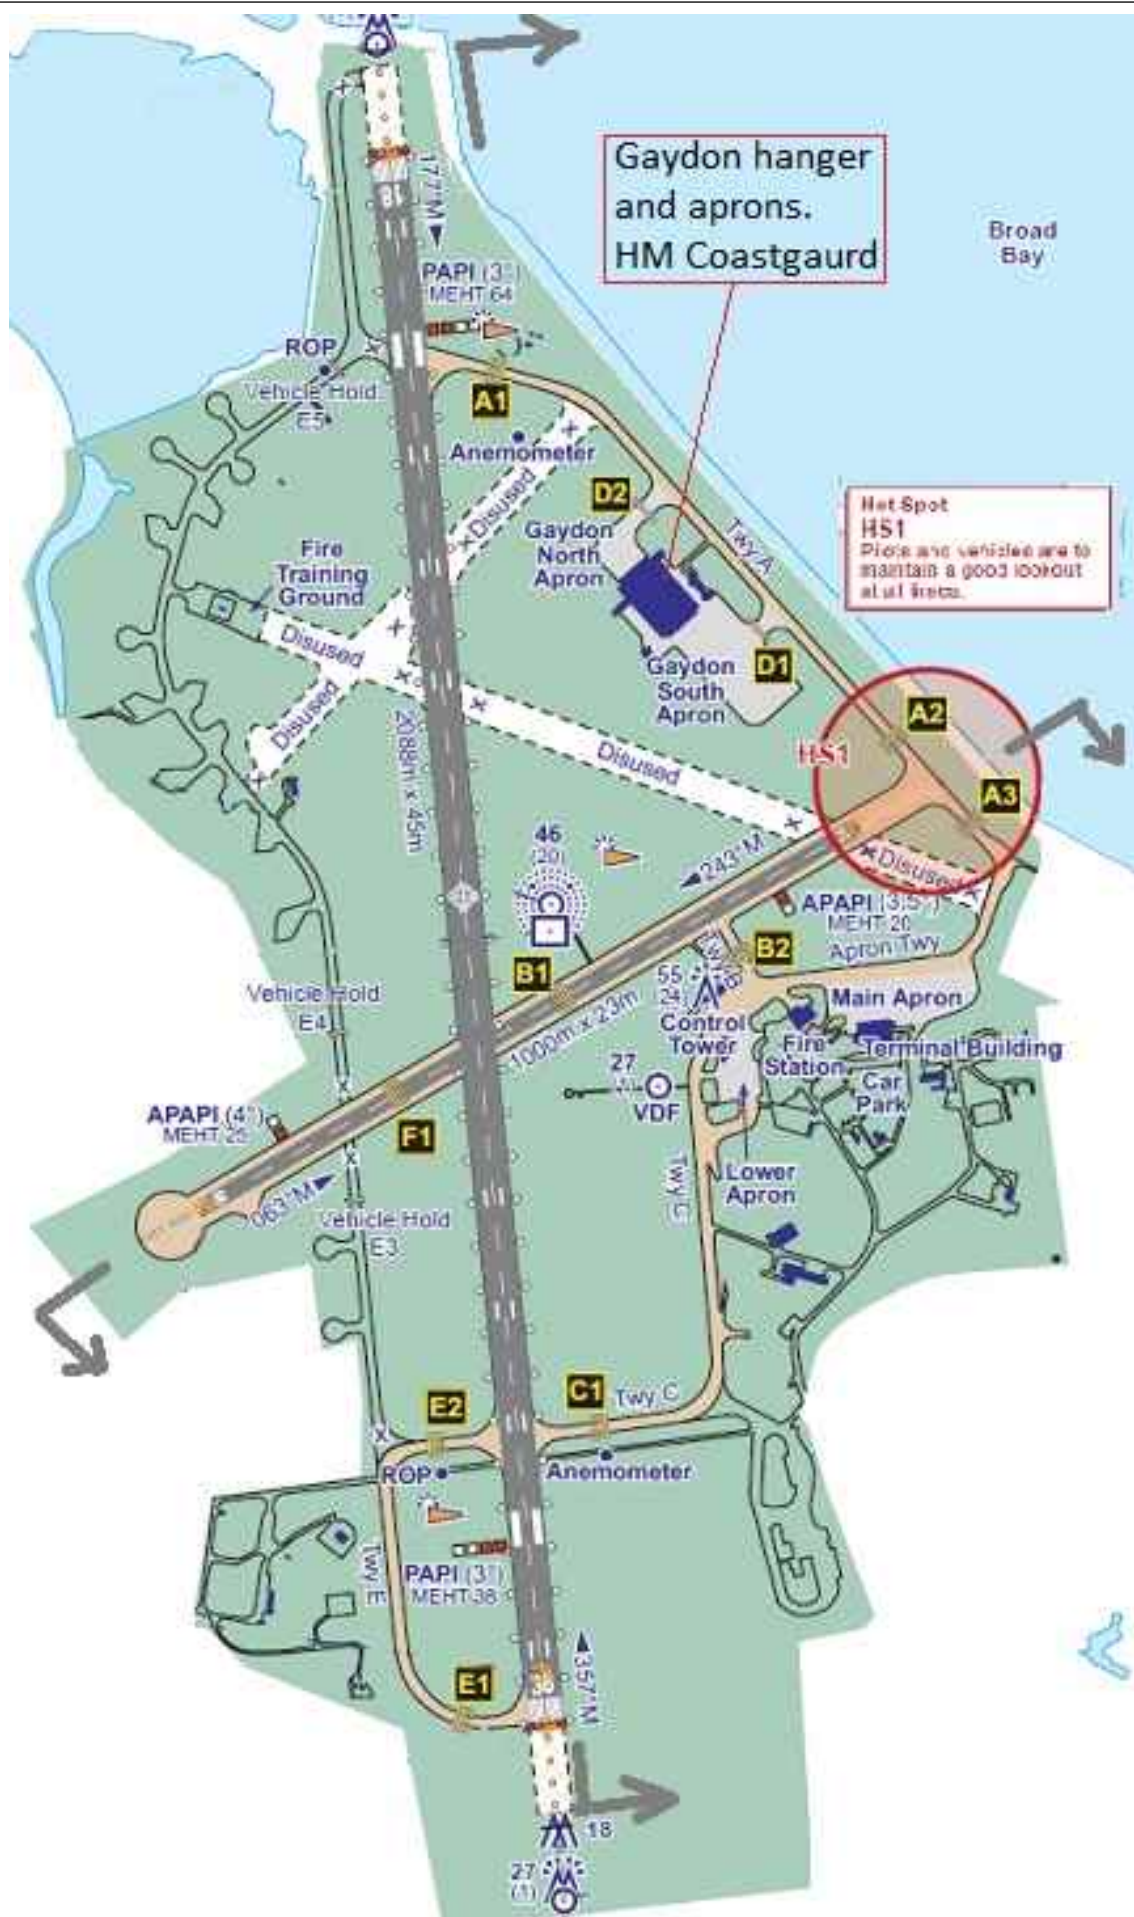 177°M
PAPI (3°)
MEHT 64
Gaydon hanger
and aprons.
HM Coastgaurd
Broad
Bay
ROP
Vehicle Hold
E5
A1
Anemometer
Disused
D2
Gaydon
North
Apron
Twy A
Hot Spot
HS1
Pilots and vehicles are to
maintain a good lookout
at all times.
Fire
Training
Ground
Disused
Disused
D1
Gaydon
South
Apron
A2
HS1
A3
2088m x 45m
Disused
Disused
243°M
46
(20)
APAPI (3.5°)
MEHT 20
Apron Twy
B2
B1
Twy B
55
Main Apron
Vehicle Hold
E4
1000m x 23m
Control
Tower
Fire
Station
Terminal Building
Car
Park
27
VDF
APAPI (4°)
MEHT 25
F1
Lower
Apron
Twy C
063°M
Vehicle Hold
E3
C1
Twy C
E2
ROP
Anemometer
PAPI (3°)
MEHT 38
Twy E
E1
357°M
36
18
27
(1)